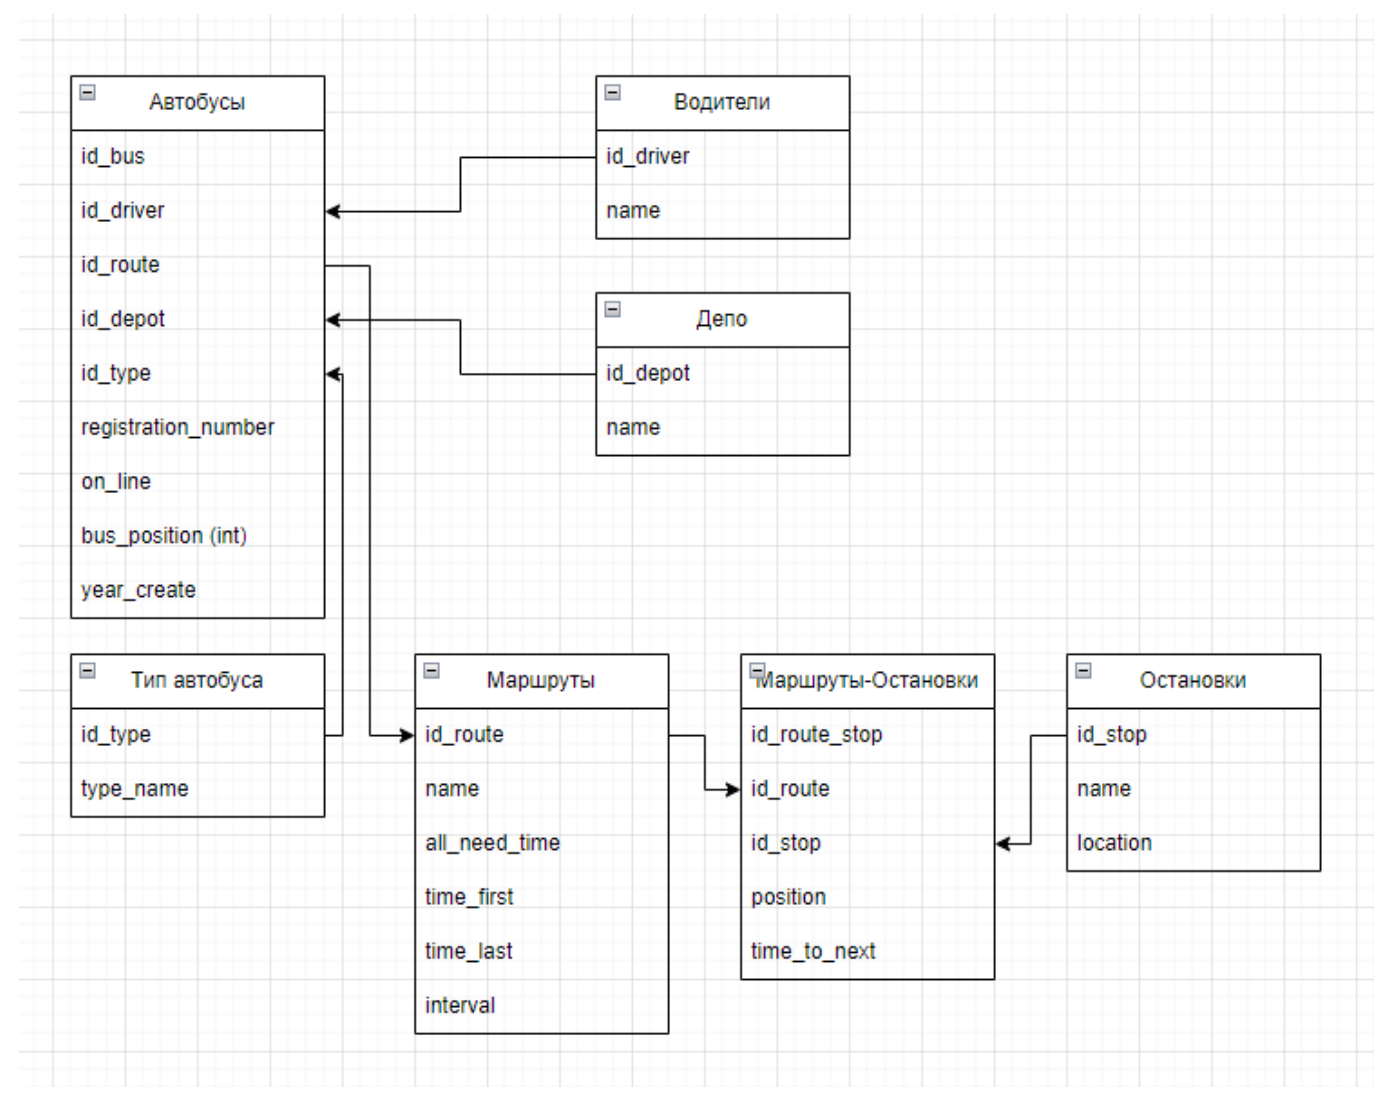 Автобусы
id_bus
id_driver
id_route
id_depot
id_type
registration_number
on_line
bus_position (int)
year_create
Водители
id_driver
name
Депо
id_depot
name
Тип автобуса
id_type
type_name
Маршруты
id_route
name
all_need_time
time_first
time_last
interval
Маршруты-Остановки
id_route_stop
id_route
id_stop
position
time_to_next
Остановки
id_stop
name
location